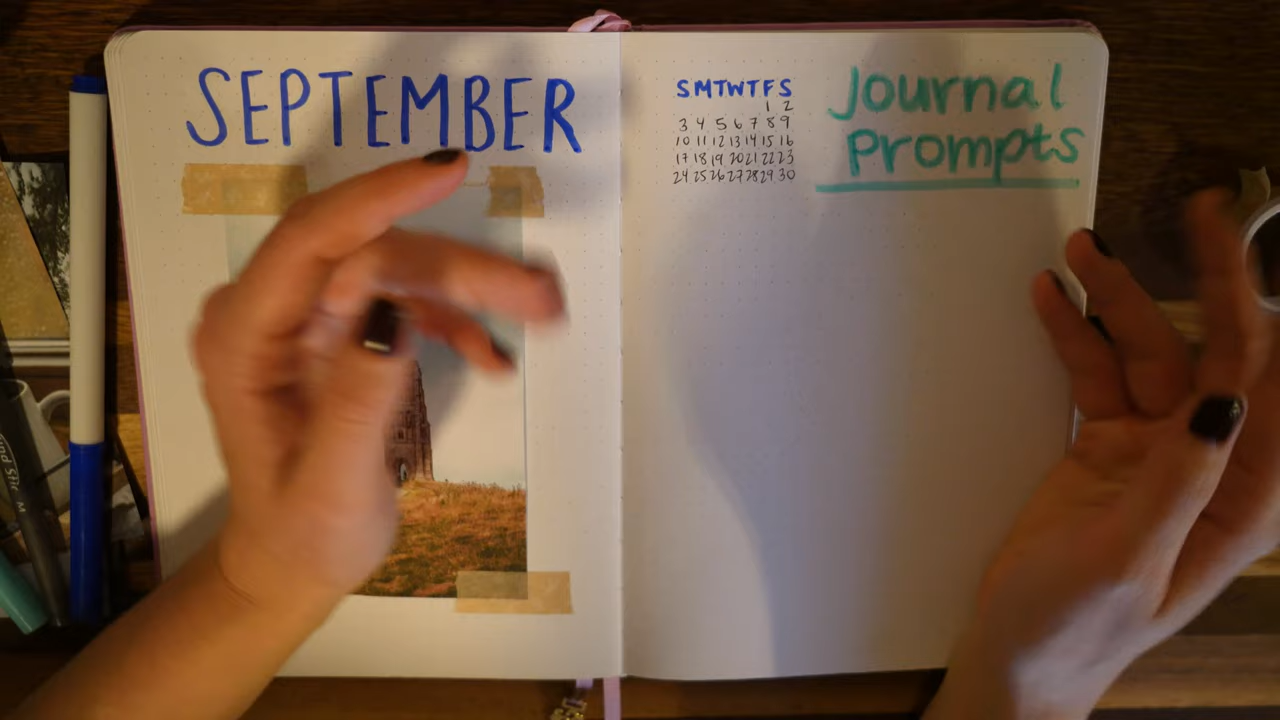 SEPTEMBER
S M T W T F S
1 2
3 4 5 6 7 8 9
10 11 12 13 14 15 16
17 18 19 20 21 22 23
24 25 26 27 28 29 30
Journal
Prompts